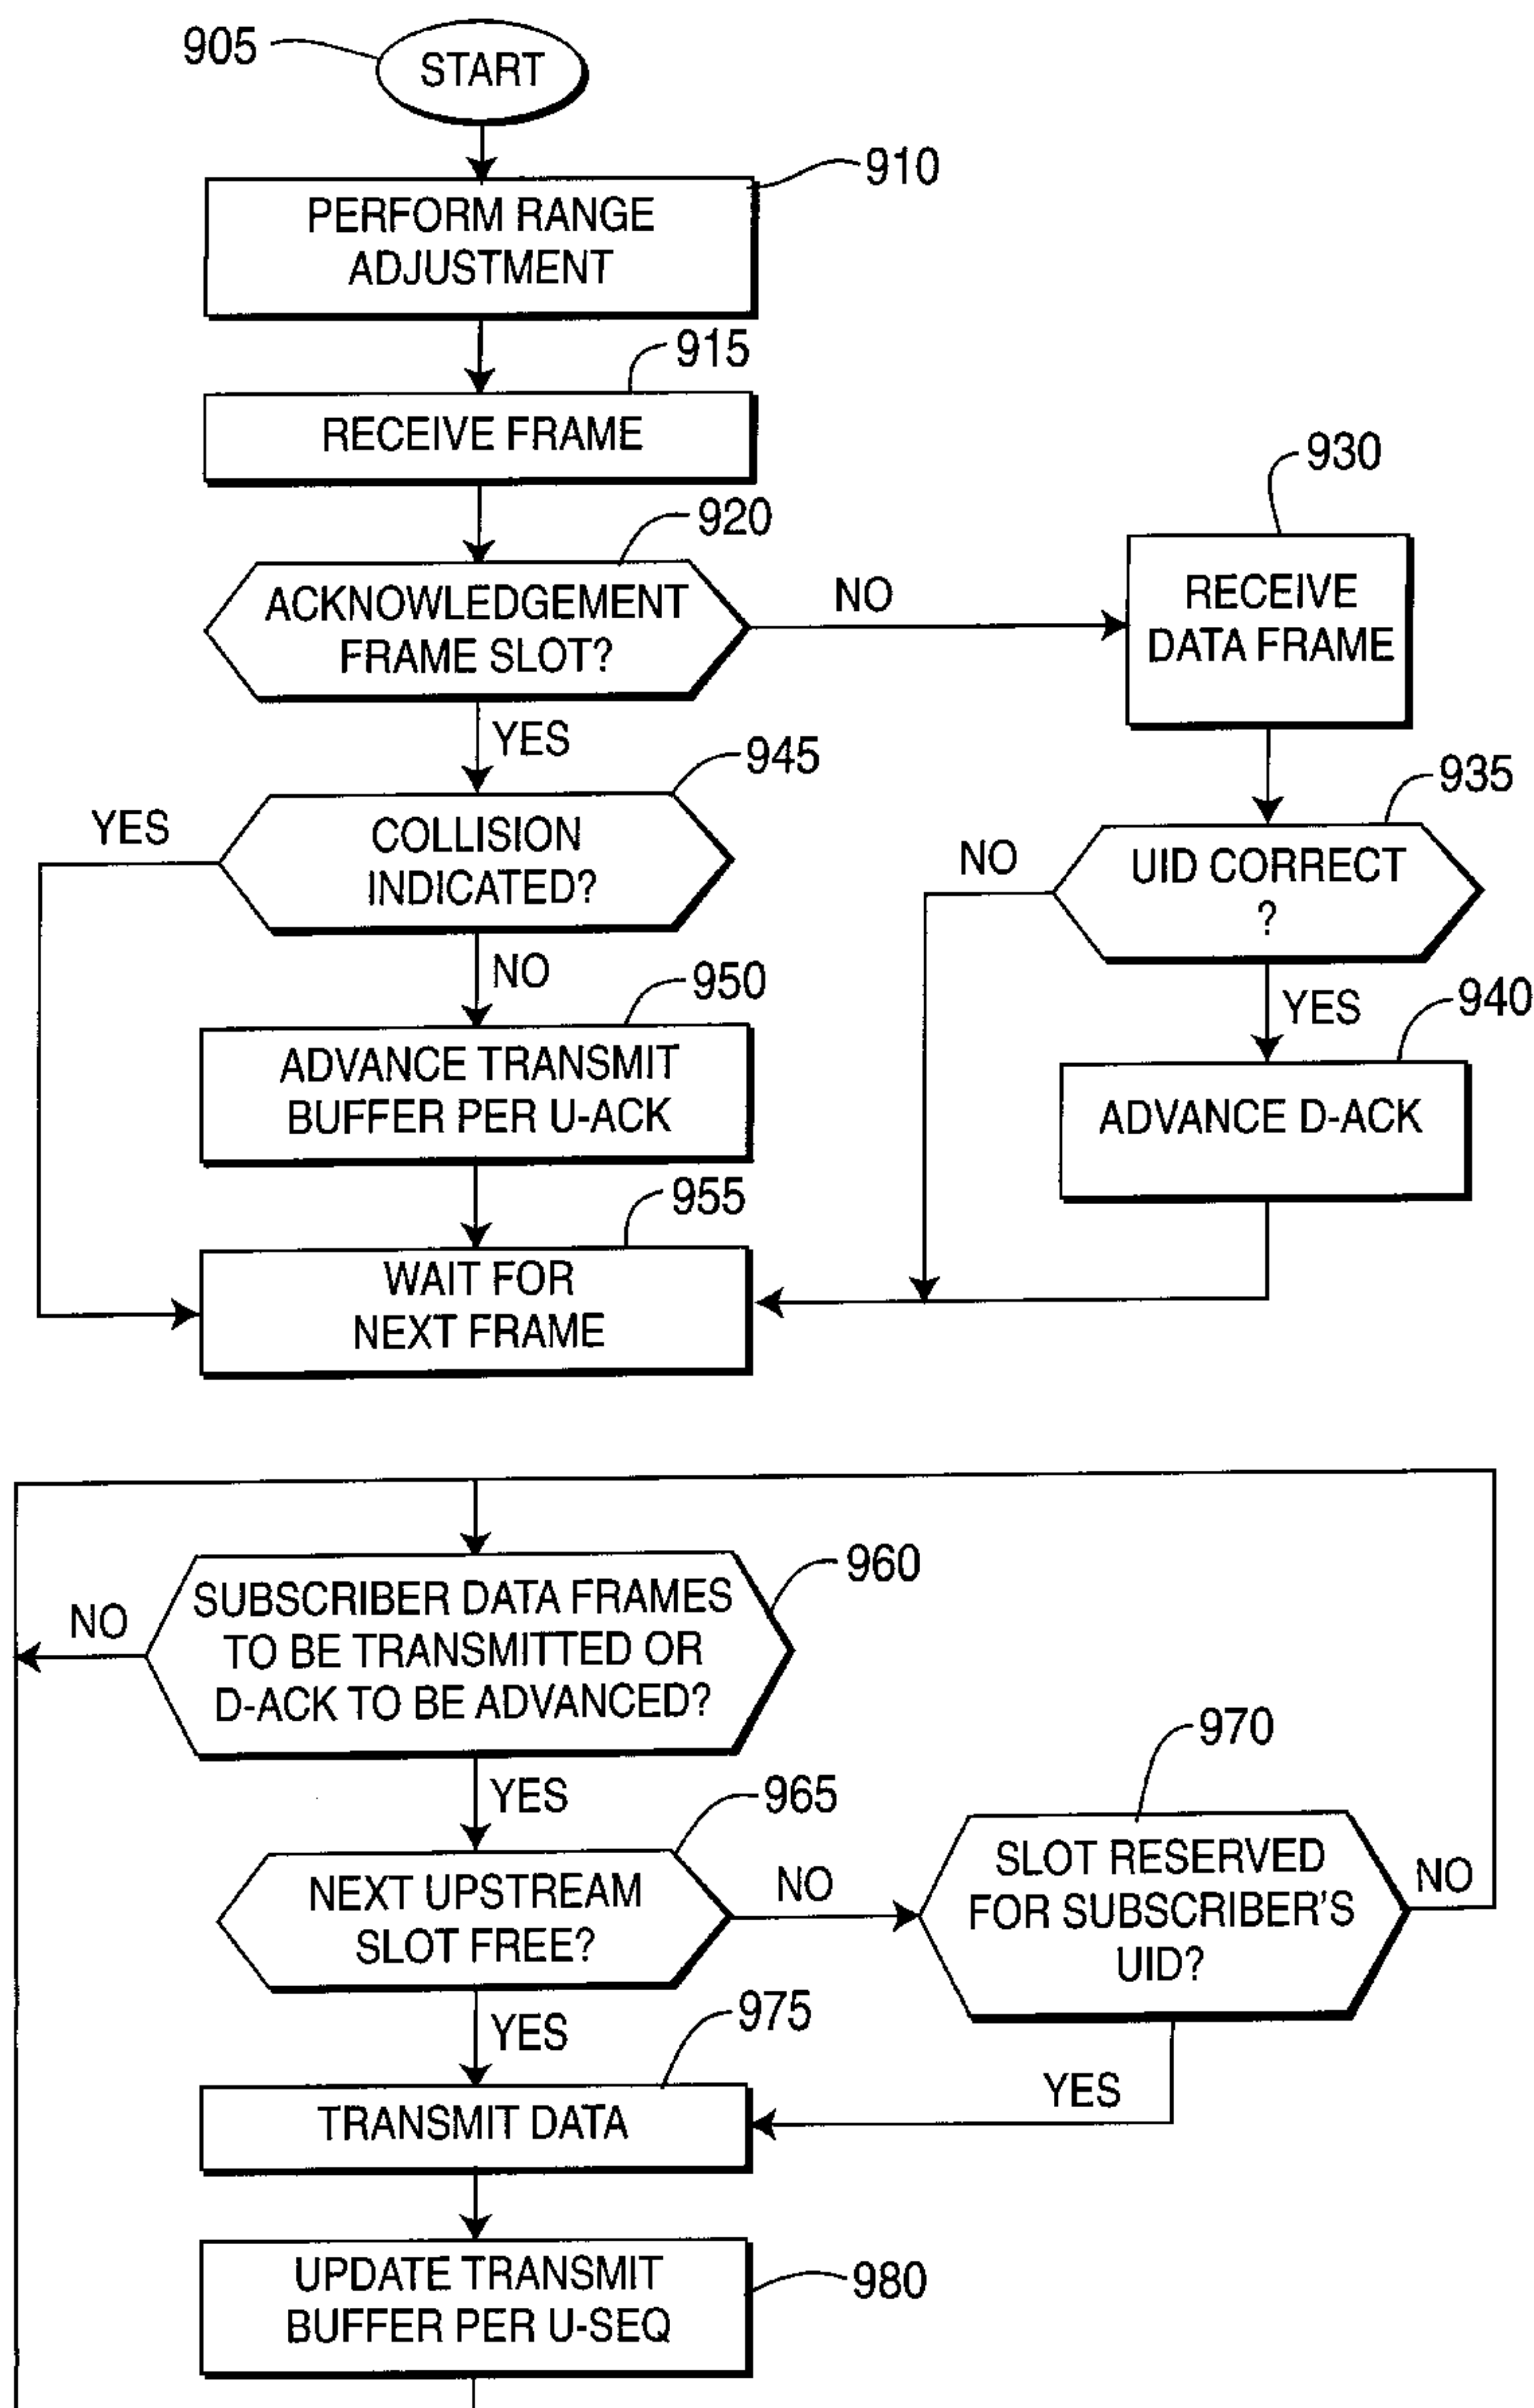 905
START
910
PERFORM RANGE
ADJUSTMENT
915
RECEIVE FRAME
920
ACKNOWLEDGEMENT
FRAME SLOT?
NO
930
RECEIVE
DATA FRAME
YES
945
COLLISION
INDICATED?
YES
935
UID CORRECT
?
NO
NO
950
ADVANCE TRANSMIT
BUFFER PER U-ACK
YES
940
ADVANCE D-ACK
955
WAIT FOR
NEXT FRAME
960
SUBSCRIBER DATA FRAMES
TO BE TRANSMITTED OR
D-ACK TO BE ADVANCED?
NO
YES
965
NEXT UPSTREAM
SLOT FREE?
NO
970
SLOT RESERVED
FOR SUBSCRIBER'S
UID?
NO
YES
975
TRANSMIT DATA
YES
UPDATE TRANSMIT
BUFFER PER U-SEQ
980